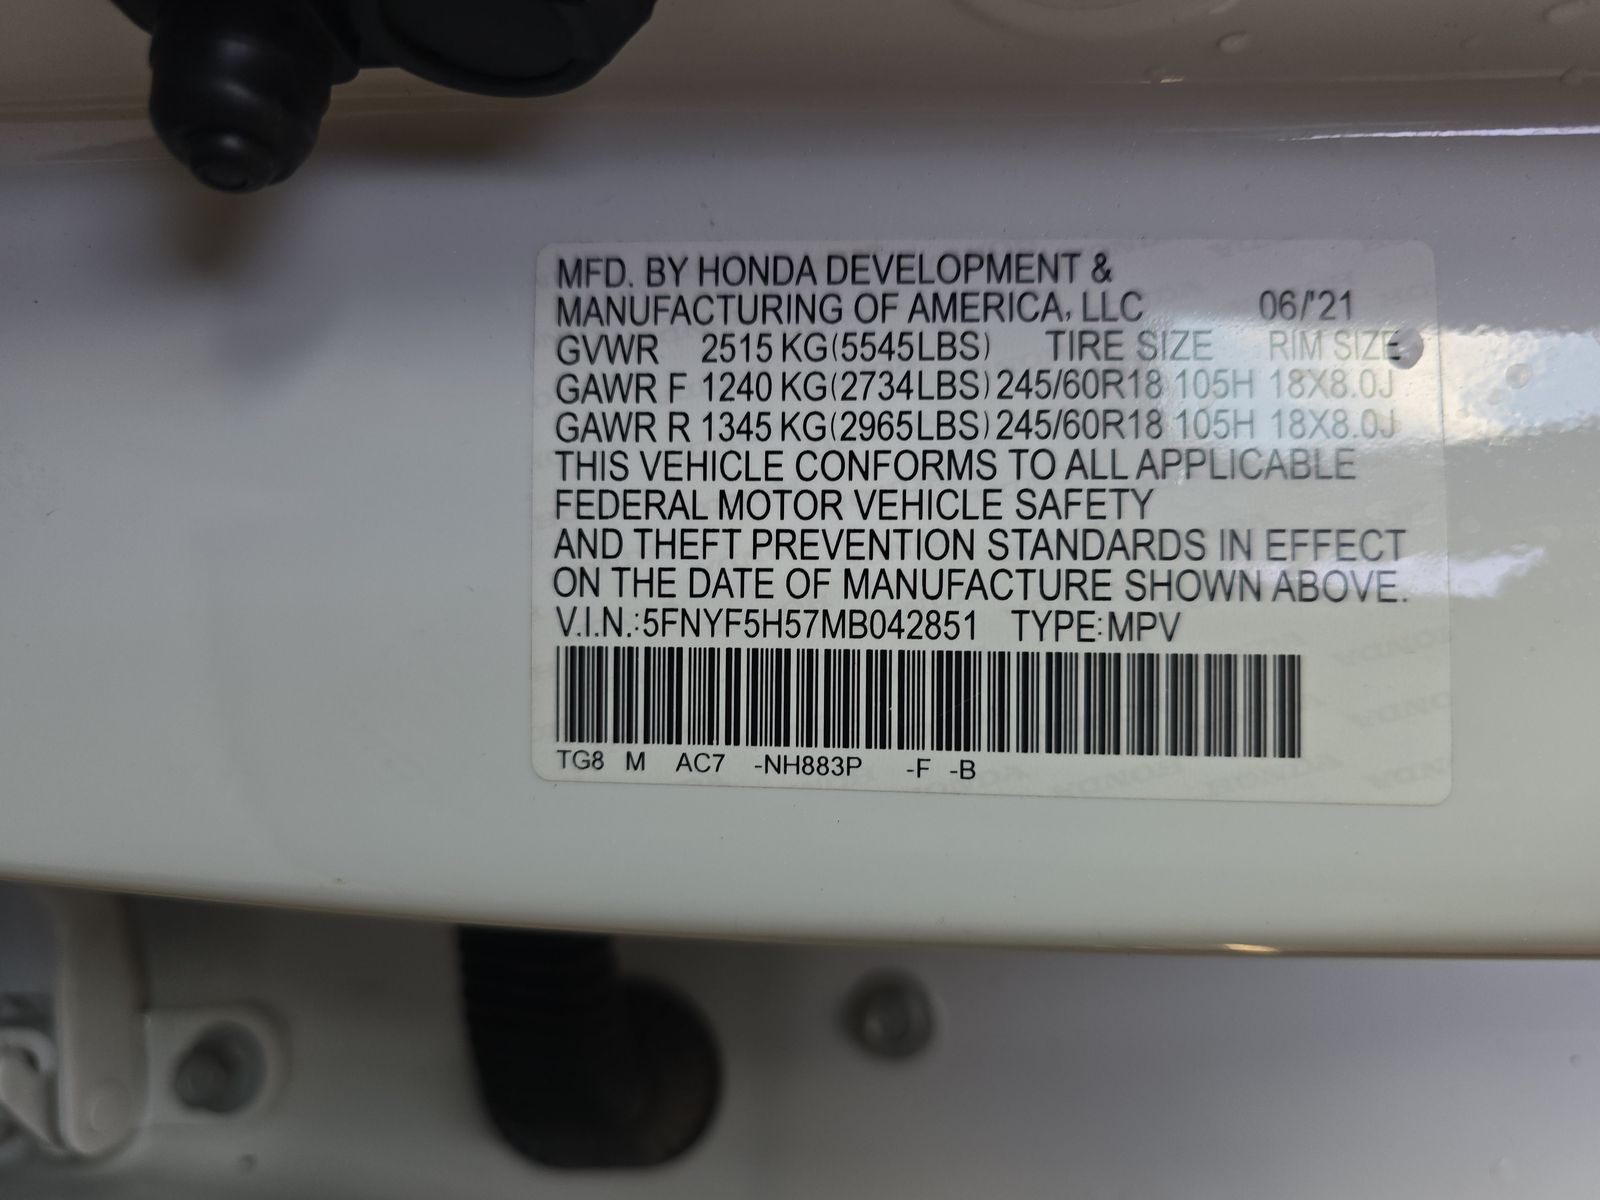 MFD. BY HONDA DEVELOPMENT &
MANUFACTURING OF AMERICA, LLC 06/'21
GVWR 2515 KG(5545LBS) TIRE SIZE RIM SIZE
GAWR F 1240 KG(2734LBS) 245/60R18 105H 18X8.0J
GAWR R 1345 KG(2965LBS) 245/60R18 105H 18X8.0J
THIS VEHICLE CONFORMS TO ALL APPLICABLE
FEDERAL MOTOR VEHICLE SAFETY
AND THEFT PREVENTION STANDARDS IN EFFECT
ON THE DATE OF MANUFACTURE SHOWN ABOVE.
V.I.N.:5FNYF5H57MB042851 TYPE:MPV
TG8 M AC7 -NH883P -F -B